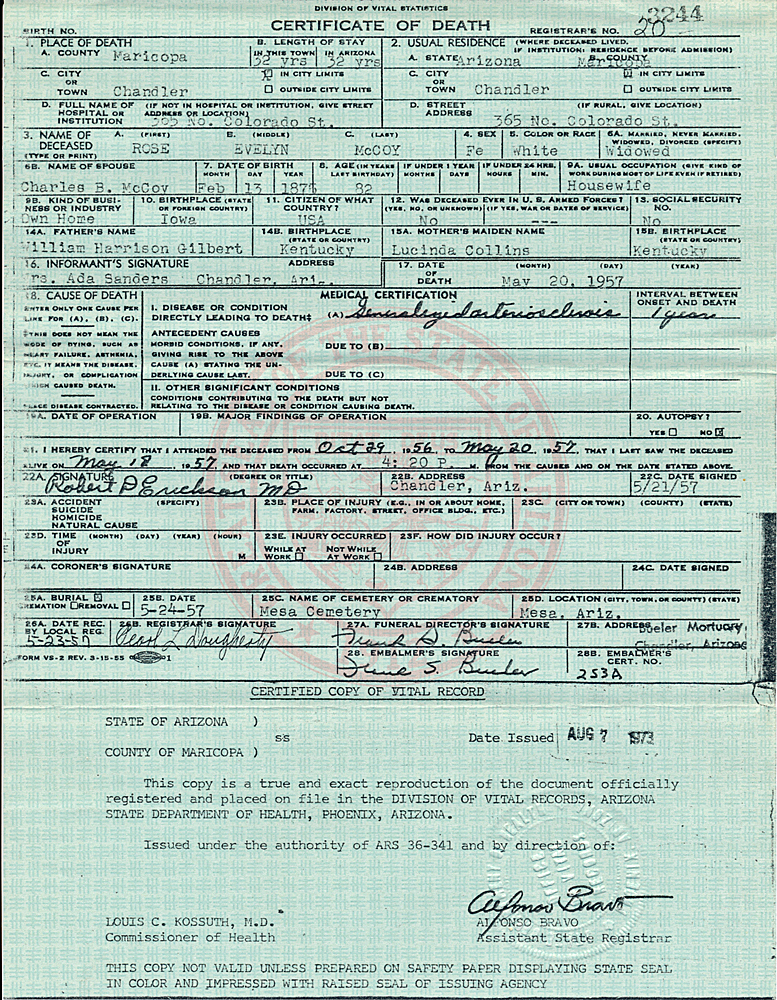 DIVISION OF VITAL STATISTICS
CERTIFICATE OF DEATH
3244
BIRTH NO.
REGISTRAR'S NO. 20
1. PLACE OF DEATH
A. COUNTY Maricopa
B. LENGTH OF STAY
IN THIS TOWN 52 yrs
IN ARIZONA 52 yrs
2. USUAL RESIDENCE (WHERE DECEASED LIVED.
IF INSTITUTION: RESIDENCE BEFORE ADMISSION)
A. STATE Arizona
B. COUNTY Maricopa
C. CITY OR TOWN Chandler
☒ IN CITY LIMITS
☐ OUTSIDE CITY LIMITS
C. CITY OR TOWN Chandler
☒ IN CITY LIMITS
☐ OUTSIDE CITY LIMITS
D. FULL NAME OF HOSPITAL OR INSTITUTION (IF NOT IN HOSPITAL OR INSTITUTION, GIVE STREET ADDRESS OR LOCATION)
365 No. Colorado St.
D. STREET ADDRESS (IF RURAL, GIVE LOCATION)
365 No. Colorado St.
3. NAME OF DECEASED (TYPE OR PRINT)
A. (FIRST) ROSE
B. (MIDDLE) EVELYN
C. (LAST) McCOY
4. SEX Fe
5. COLOR OR RACE White
6A. MARRIED, NEVER MARRIED, WIDOWED, DIVORCED (SPECIFY) Widowed
6B. NAME OF SPOUSE Charles B. McCoy
7. DATE OF BIRTH
MONTH DAY YEAR
Feb 13 1875
8. AGE (IN YEARS LAST BIRTHDAY) 82
IF UNDER 1 YEAR MONTHS DAYS
IF UNDER 24 HRS. HOURS MIN.
9A. USUAL OCCUPATION (GIVE KIND OF WORK DURING MOST OF LIFE EVEN IF RETIRED)
Housewife
9B. KIND OF BUSINESS OR INDUSTRY Own Home
10. BIRTHPLACE (STATE OR FOREIGN COUNTRY) Iowa
11. CITIZEN OF WHAT COUNTRY? USA
12. WAS DECEASED EVER IN U. S. ARMED FORCES?
(YES, NO, OR UNKNOWN) No
(IF YES, WAR OR DATES OF SERVICE) ---
13. SOCIAL SECURITY NO. No
14A. FATHER'S NAME William Harrison Gilbert
14B. BIRTHPLACE (STATE OR COUNTRY) Kentucky
15A. MOTHER'S MAIDEN NAME Lucinda Collins
15B. BIRTHPLACE (STATE OR COUNTRY) Kentucky
16. INFORMANT'S SIGNATURE ADDRESS
rs. Ada Sanders Chandler, Ariz.
17. DATE OF DEATH (MONTH) (DAY) (YEAR)
May 20, 1957
18. CAUSE OF DEATH
ENTER ONLY ONE CAUSE PER
LINE FOR (A), (B), (C).
‡THIS DOES NOT MEAN THE
MODE OF DYING, SUCH AS
HEART FAILURE, ASTHENIA,
ETC. IT MEANS THE DISEASE,
INJURY, OR COMPLICATION
WHICH CAUSED DEATH.
PLACE DISEASE CONTRACTED.
MEDICAL CERTIFICATION
I. DISEASE OR CONDITION
DIRECTLY LEADING TO DEATH‡ (A) Generalized arteriosclerosis
INTERVAL BETWEEN ONSET AND DEATH
1 year
ANTECEDENT CAUSES
MORBID CONDITIONS, IF ANY,
GIVING RISE TO THE ABOVE
CAUSE (A) STATING THE UN-
DERLYING CAUSE LAST.
DUE TO (B)
DUE TO (C)
II. OTHER SIGNIFICANT CONDITIONS
CONDITIONS CONTRIBUTING TO THE DEATH BUT NOT
RELATING TO THE DISEASE OR CONDITION CAUSING DEATH.
19A. DATE OF OPERATION
19B. MAJOR FINDINGS OF OPERATION
20. AUTOPSY?
YES ☐ NO ☒
21. I HEREBY CERTIFY THAT I ATTENDED THE DECEASED FROM Oct 29, 1956, TO May 20, 1957, THAT I LAST SAW THE DECEASED
ALIVE ON May 18, 1957, AND THAT DEATH OCCURRED AT 4:20 P. M. FROM THE CAUSES AND ON THE DATE STATED ABOVE.
22A. SIGNATURE (DEGREE OR TITLE)
Robert D Erickson MD
22B. ADDRESS
Chandler, Ariz.
22C. DATE SIGNED
5/21/57
23A. ACCIDENT (SPECIFY)
SUICIDE
HOMICIDE
NATURAL CAUSE
23B. PLACE OF INJURY (E.G., IN OR ABOUT HOME,
FARM, FACTORY, STREET, OFFICE BLDG., ETC.)
23C. (CITY OR TOWN) (COUNTY) (STATE)
23D. TIME OF INJURY (MONTH) (DAY) (YEAR) (HOUR) M
23E. INJURY OCCURRED
WHILE AT WORK ☐ NOT WHILE AT WORK ☐
23F. HOW DID INJURY OCCUR?
24A. CORONER'S SIGNATURE
24B. ADDRESS
24C. DATE SIGNED
25A. BURIAL ☒
CREMATION ☐ REMOVAL ☐
25B. DATE
5-24-57
25C. NAME OF CEMETERY OR CREMATORY
Mesa Cemetery
25D. LOCATION (CITY, TOWN, OR COUNTY) (STATE)
Mesa, Ariz.
26A. DATE REC. BY LOCAL REG.
5-23-57
26B. REGISTRAR'S SIGNATURE
27A. FUNERAL DIRECTOR'S SIGNATURE
27B. ADDRESS
Bueler Mortuary,
Chandler, Arizona
28. EMBALMER'S SIGNATURE
28B. EMBALMER'S CERT. NO.
253A
FORM VS-2 REV. 3-15-55
CERTIFIED COPY OF VITAL RECORD
STATE OF ARIZONA )
ss
COUNTY OF MARICOPA )
Date Issued AUG 7 1973
This copy is a true and exact reproduction of the document officially
registered and placed on file in the DIVISION OF VITAL RECORDS, ARIZONA
STATE DEPARTMENT OF HEALTH, PHOENIX, ARIZONA.
Issued under the authority of ARS 36-341 and by direction of:
Alfonso Bravo
LOUIS C. KOSSUTH, M.D.
Commissioner of Health
ALFONSO BRAVO
Assistant State Registrar
THIS COPY NOT VALID UNLESS PREPARED ON SAFETY PAPER DISPLAYING STATE SEAL
IN COLOR AND IMPRESSED WITH RAISED SEAL OF ISSUING AGENCY